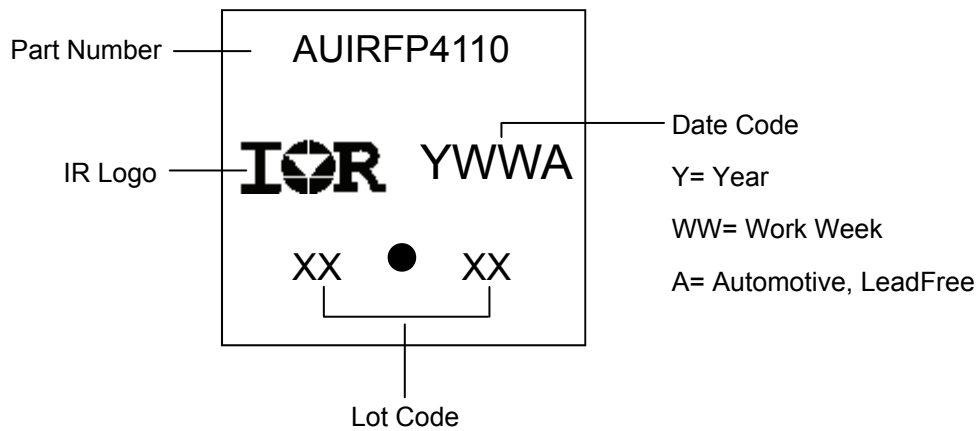 Part Number
AUIRFP4110
IR Logo
IOR
YWWA
Date Code
Y= Year
WW= Work Week
A= Automotive, LeadFree
XX
XX
Lot Code